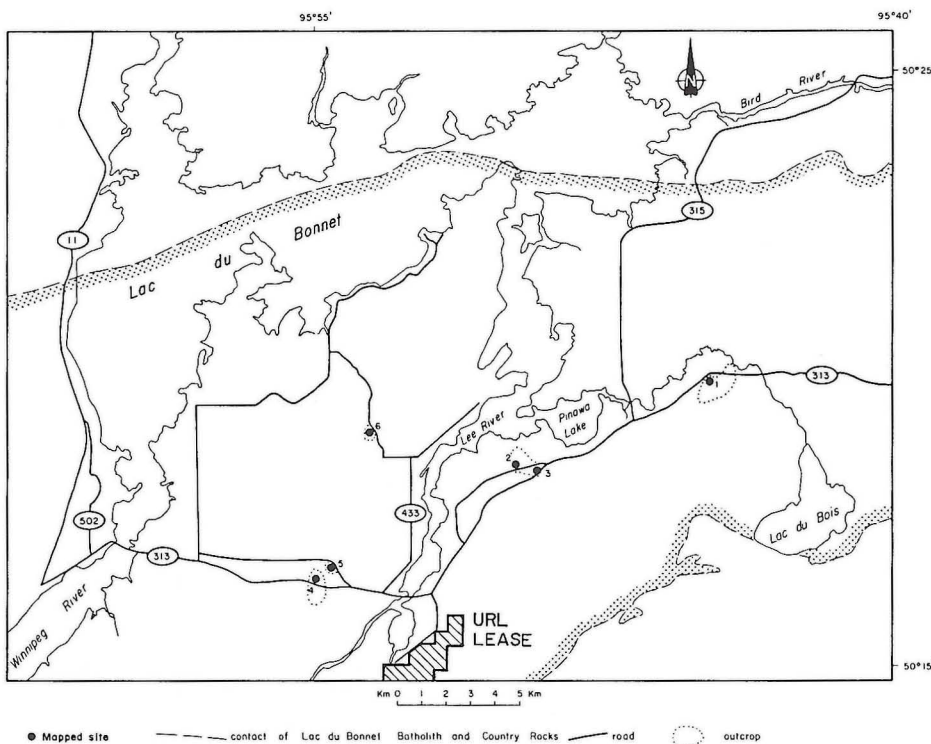 95°55'
95°40'
50°25'
N
Bird River
315
11
Lac du Bonnet
313
1
6
Lee River
Pinawa
Lake
2
3
502
433
Lac du Bois
313
5
4
Winnipeg River
URL
LEASE
50°15'
Km 0 1 2 3 4 5 Km
Mapped site
contact of Lac du Bonnet Batholith and Country Rocks
road
outcrop